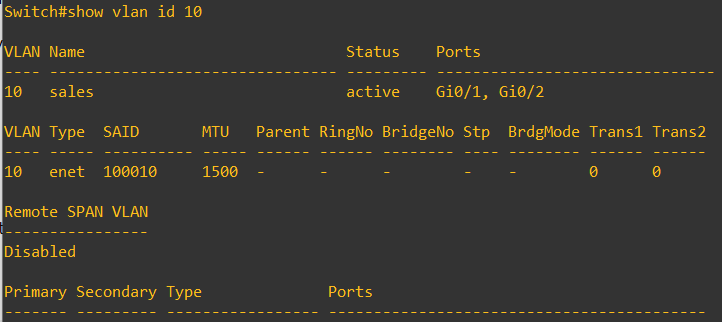 Switch#show vlan id 10
VLAN Name                             Status    Ports
---- -------------------------------- --------- -------------------------------
10   sales                            active    Gi0/1, Gi0/2
VLAN Type  SAID       MTU   Parent RingNo BridgeNo Stp  BrdgMode Trans1 Trans2
---- ----- ---------- ----- ------ ------ -------- ---- -------- ------ ------
10   enet  100010     1500  -      -      -        -    -        0      0
Remote SPAN VLAN
----------------
Disabled
Primary Secondary Type              Ports
------- --------- ----------------- ------------------------------------------